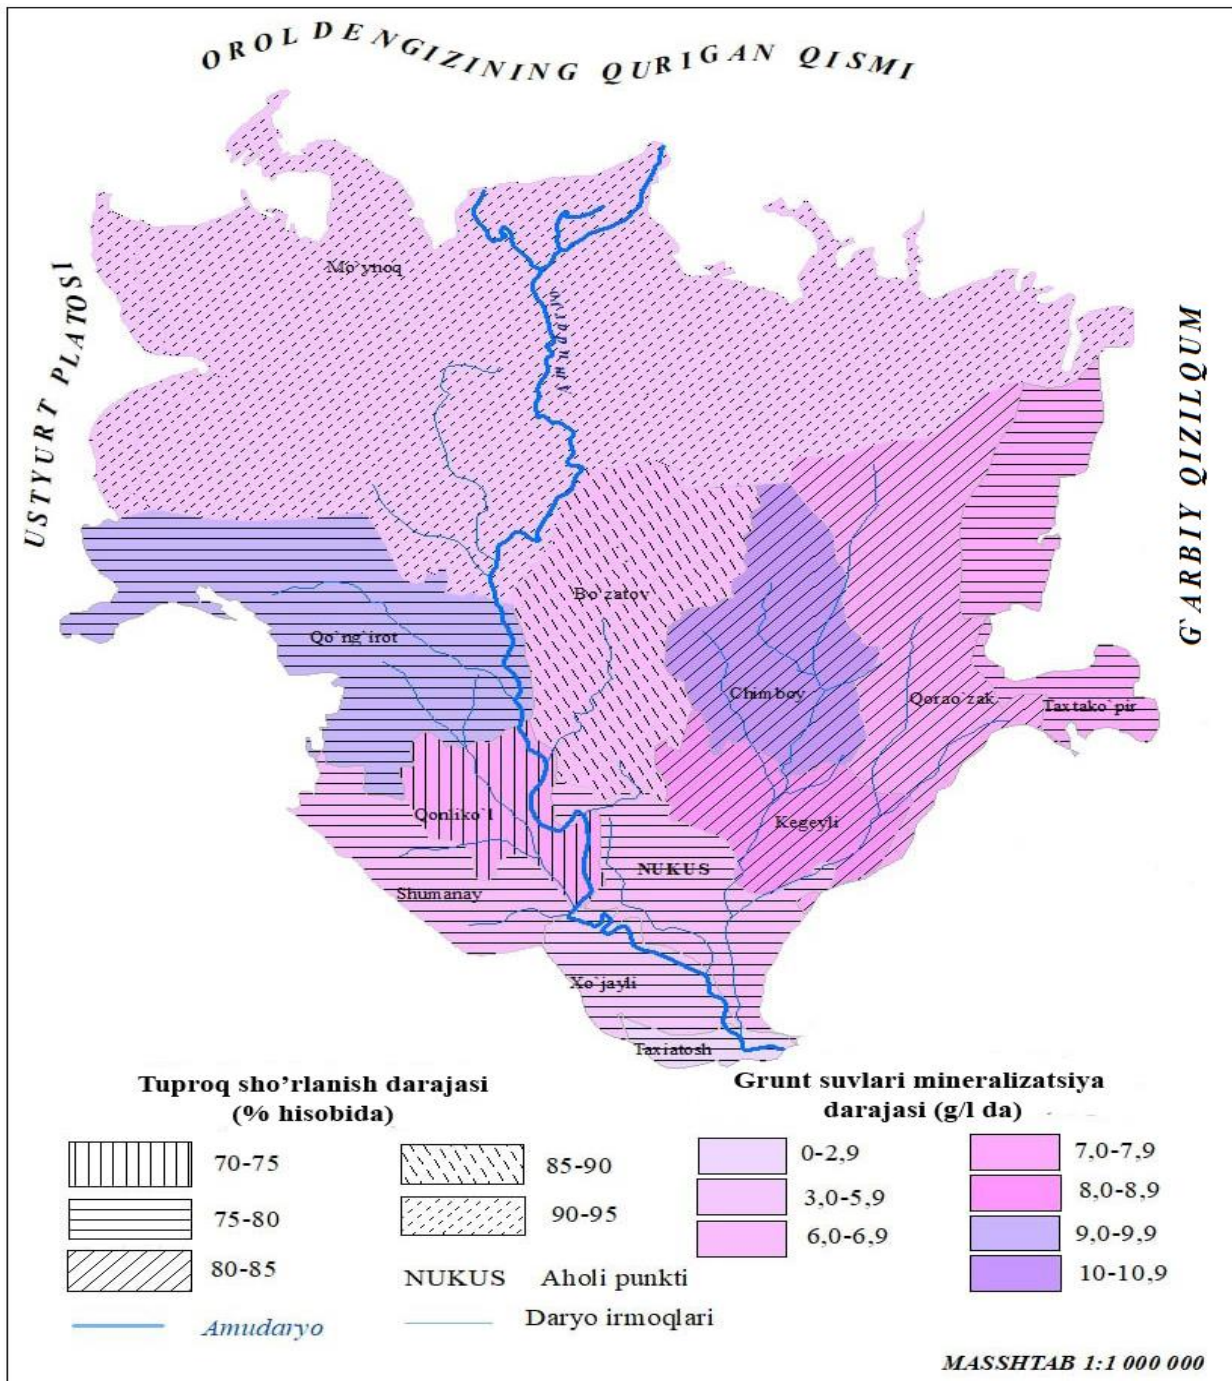 OROL DENGIZINING QURIGAN QISMI
USTYURT PLATOSI
G`ARBIY QIZILQUM
Mo`ynoq
Amudaryo
Bo`zatov
Qo`ng`irot
Chimboy
Qorao`zak
Taxtako`pir
Qonliko`l
Kegeyli
NUKUS
Shumanay
Xo`jayli
Taxiatosh
Tuproq sho’rlanish darajasi
(% hisobida)
70-75
75-80
80-85
85-90
90-95
NUKUS Aholi punkti
Amudaryo
Daryo irmoqlari
Grunt suvlari mineralizatsiya
darajasi (g/l da)
0-2,9
3,0-5,9
6,0-6,9
7,0-7,9
8,0-8,9
9,0-9,9
10-10,9
MASSHTAB 1:1 000 000